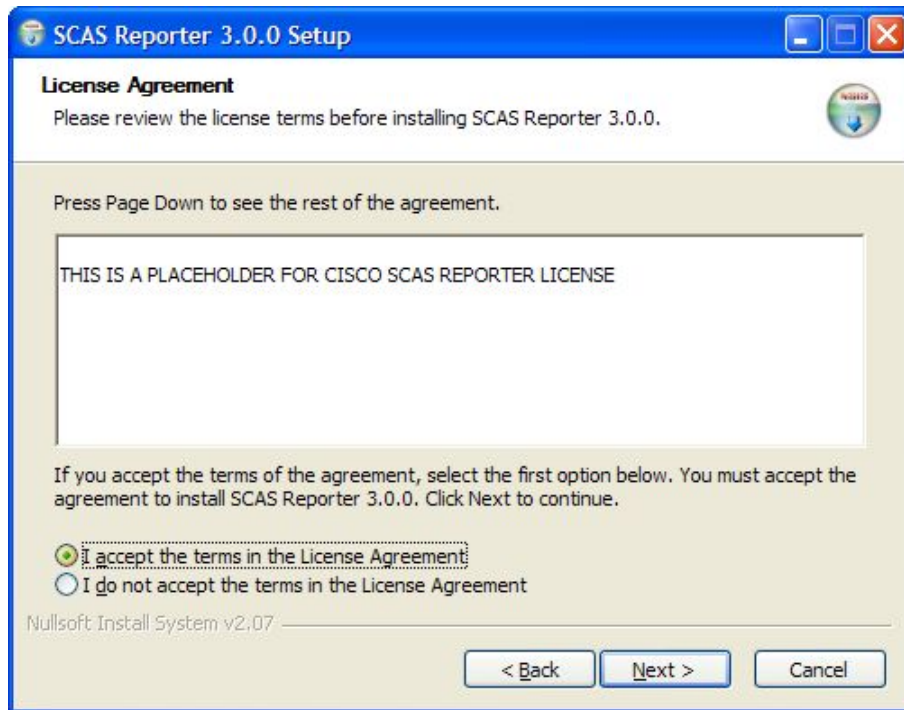 SCAS Reporter 3.0.0 Setup
License Agreement
Please review the license terms before installing SCAS Reporter 3.0.0.
Press Page Down to see the rest of the agreement.
THIS IS A PLACEHOLDER FOR CISCO SCAS REPORTER LICENSE
If you accept the terms of the agreement, select the first option below. You must accept the
agreement to install SCAS Reporter 3.0.0. Click Next to continue.
I accept the terms in the License Agreement
I do not accept the terms in the License Agreement
Nullsoft Install System v2.07
< Back
Next >
Cancel